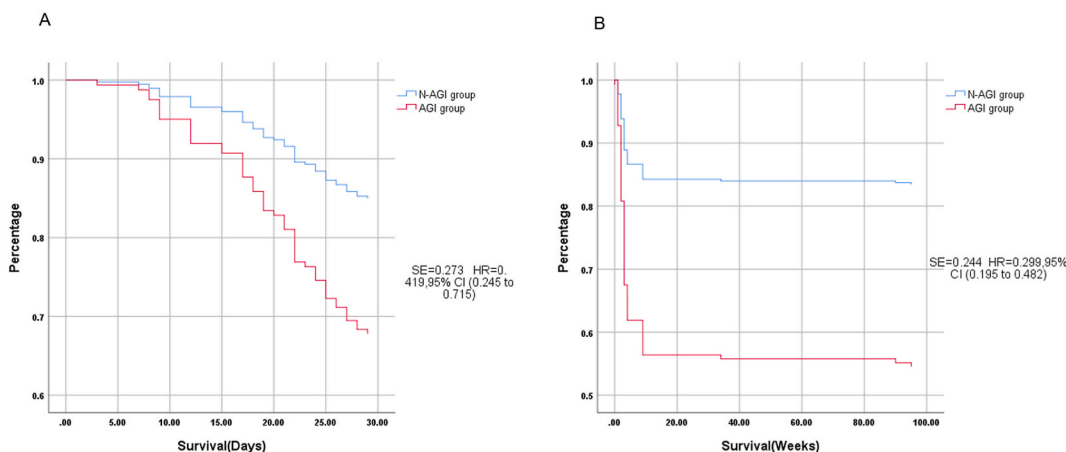 A
1.0
0.9
0.8
0.7
0.6
Percentage
.00 5.00 10.00 15.00 20.00 25.00 30.00
Survival(Days)
N-AGI group
AGI group
SE=0.273 HR=0.
419,95% CI (0.245 to
0.715)
B
1.0
0.9
0.8
0.7
0.6
0.5
Percentage
.00 20.00 40.00 60.00 80.00 100.00
Survival(Weeks)
N-AGI group
AGI group
SE=0.244 HR=0.299,95%
CI (0.195 to 0.482)